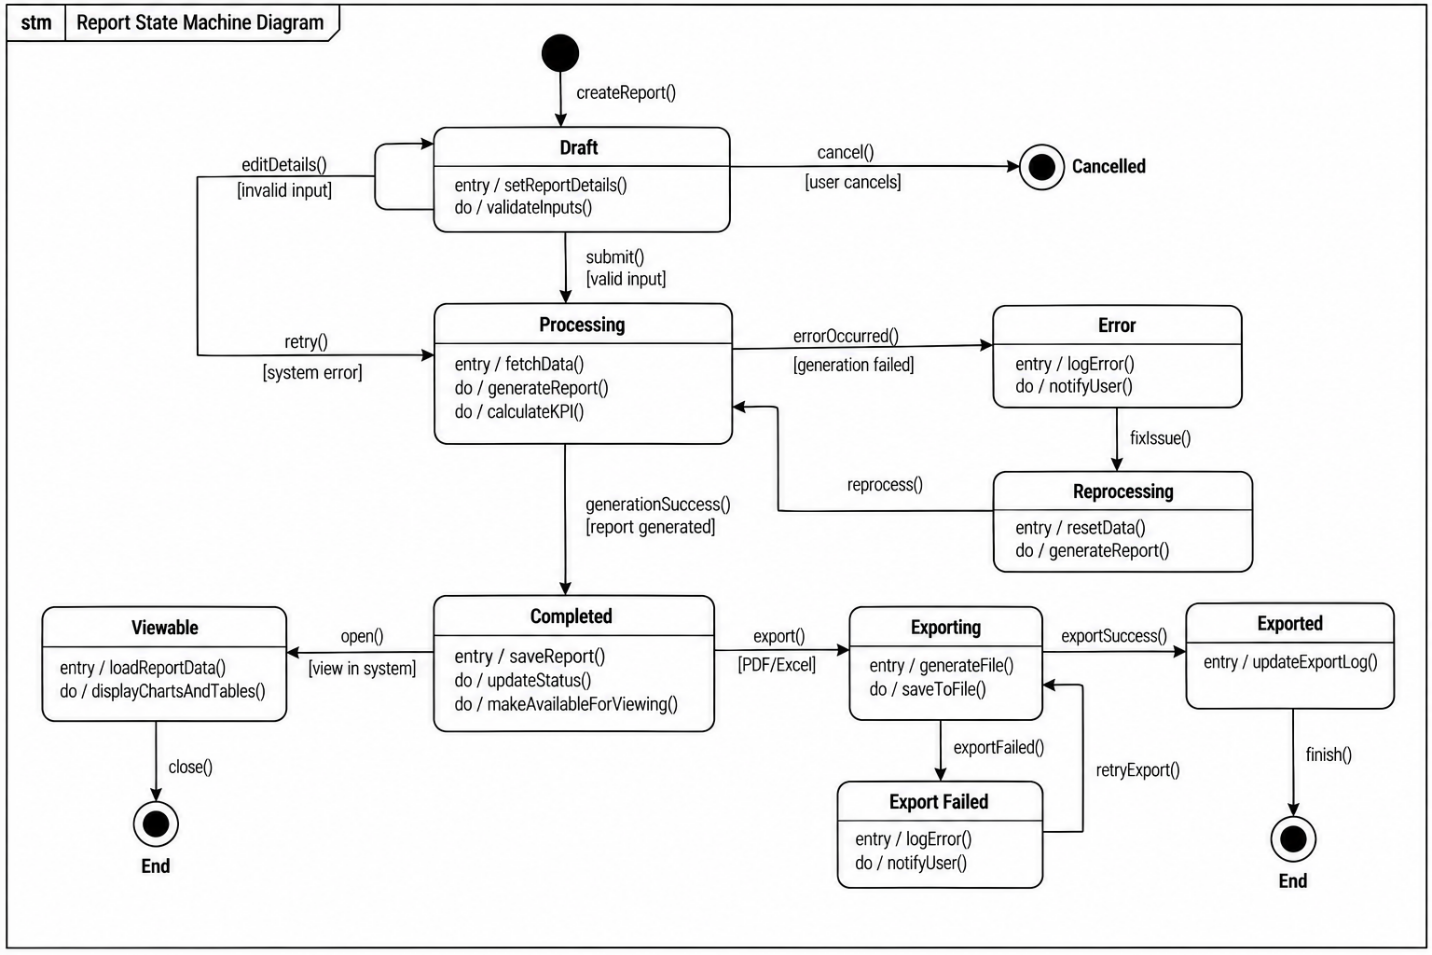 stm
Report State Machine Diagram
createReport()
Draft
entry / setReportDetails()
do / validateInputs()
editDetails()
[invalid input]
cancel()
[user cancels]
Cancelled
submit()
[valid input]
retry()
[system error]
Processing
entry / fetchData()
do / generateReport()
do / calculateKPI()
errorOccurred()
[generation failed]
Error
entry / logError()
do / notifyUser()
fixIssue()
reprocess()
Reprocessing
entry / resetData()
do / generateReport()
generationSuccess()
[report generated]
Viewable
entry / loadReportData()
do / displayChartsAndTables()
open()
[view in system]
Completed
entry / saveReport()
do / updateStatus()
do / makeAvailableForViewing()
export()
[PDF/Excel]
Exporting
entry / generateFile()
do / saveToFile()
exportSuccess()
Exported
entry / updateExportLog()
close()
End
exportFailed()
retryExport()
Export Failed
entry / logError()
do / notifyUser()
finish()
End